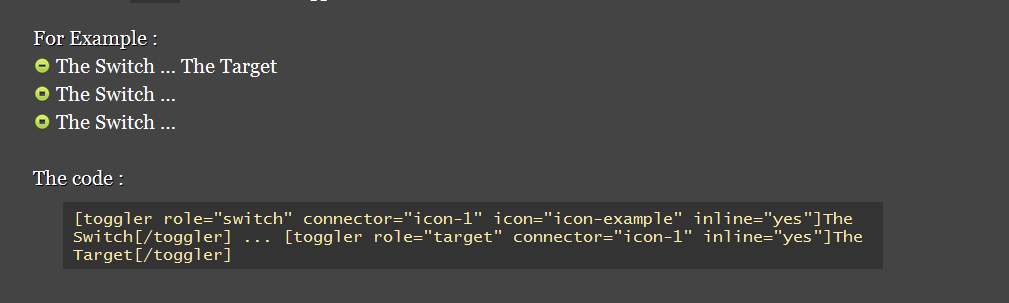 For Example :
The Switch ... The Target
The Switch ...
The Switch ...
The code :
[toggler role="switch" connector="icon-1" icon="icon-example" inline="yes"]The
Switch[/toggler] ... [toggler role="target" connector="icon-1" inline="yes"]The
Target[/toggler]